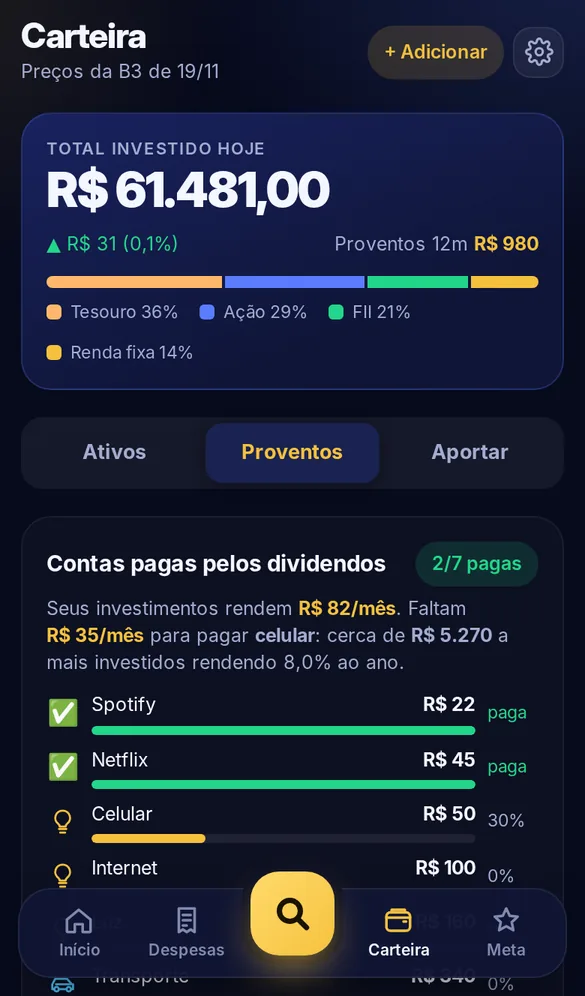 Carteira
Preços da B3 de 19/11
+ Adicionar
TOTAL INVESTIDO HOJE
R$ 61.481,00
▲ R$ 31 (0,1%)
Proventos 12m R$ 980
Tesouro 36%
Ação 29%
FII 21%
Renda fixa 14%
Ativos
Proventos
Aportar
Contas pagas pelos dividendos
2/7 pagas
Seus investimentos rendem R$ 82/mês. Faltam
R$ 35/mês para pagar celular: cerca de R$ 5.270 a
mais investidos rendendo 8,0% ao ano.
Spotify R$ 22 paga
Netflix R$ 45 paga
Celular R$ 50 30%
Internet R$ 100 0%
R$ 180
Transporte R$ 340 0%
Início
Despesas
Carteira
Meta